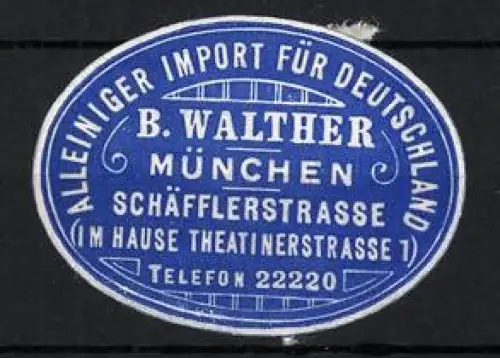 ALLEINIGER IMPORT FÜR DEUTSCHLAND
B. WALTHER
MÜNCHEN
SCHÄFFLERSTRASSE
(IM HAUSE THEATINERSTRASSE 1)
TELEFON 22220